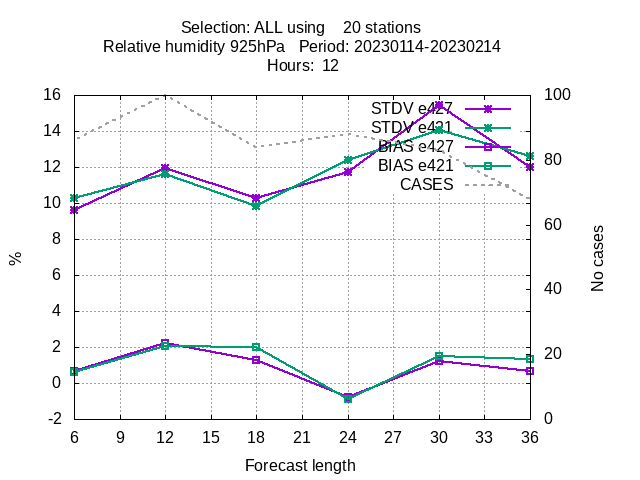 Selection: ALL using 20 stations
Relative humidity 925hPa Period: 20230114-20230214
Hours: 12
STDV e427
STDV e421
BIAS e427
BIAS e421
CASES
16
14
12
10
8
6
4
2
0
-2
%
100
80
60
40
20
0
No cases
6 9 12 15 18 21 24 27 30 33 36
Forecast length